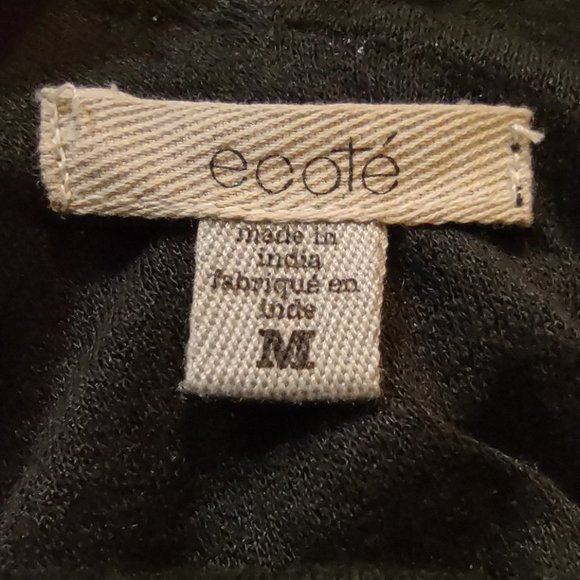 ecoté
made in
india
fabriqué en
inde
M